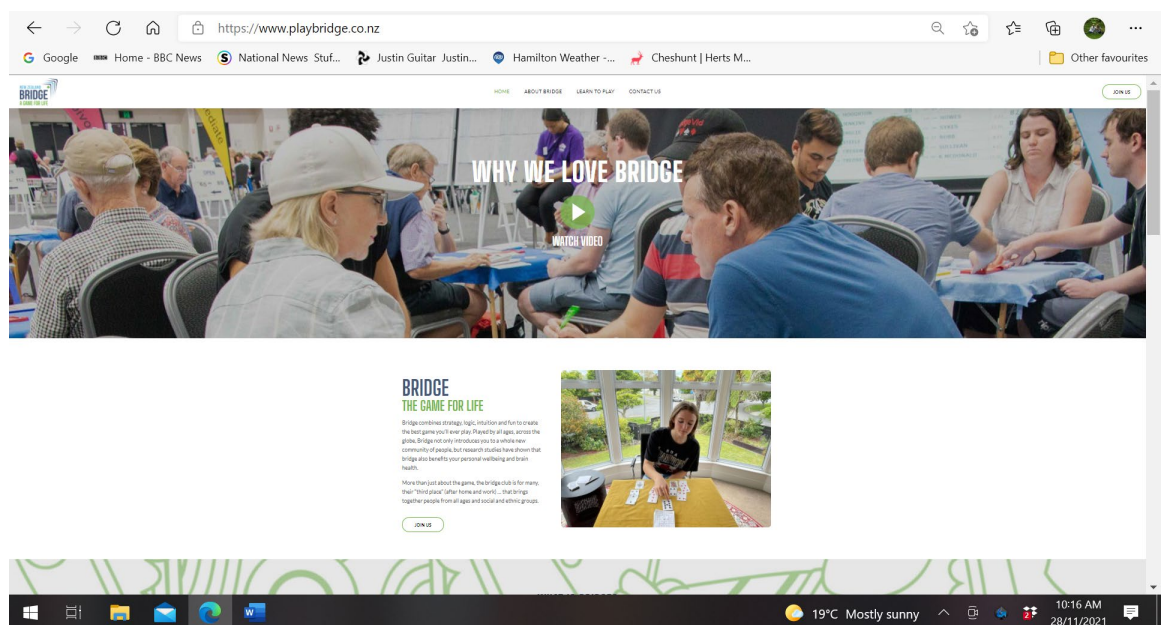 https://www.playbridge.co.nz
Google
Home - BBC News
National News Stuf...
Justin Guitar Justin...
Hamilton Weather -...
Cheshunt | Herts M...
Other favourites
NEW ZEALAND
BRIDGE
A GAME FOR LIFE
HOME
ABOUT BRIDGE
LEARN TO PLAY
CONTACT US
JOIN US
WHY WE LOVE BRIDGE
WATCH VIDEO
BRIDGE
THE GAME FOR LIFE
Bridge combines strategy, logic, intuition and fun to create
the best game you'll ever play. Played by all ages, across the
globe, Bridge not only introduces you to a whole new
community of people, but research studies have shown that
bridge also benefits your personal wellbeing and brain
health.
More than just about the game, the bridge club is for many,
their "third place" (after home and work) ... that brings
together people from all ages and social and ethnic groups.
JOIN US
19°C Mostly sunny
10:16 AM
28/11/2021